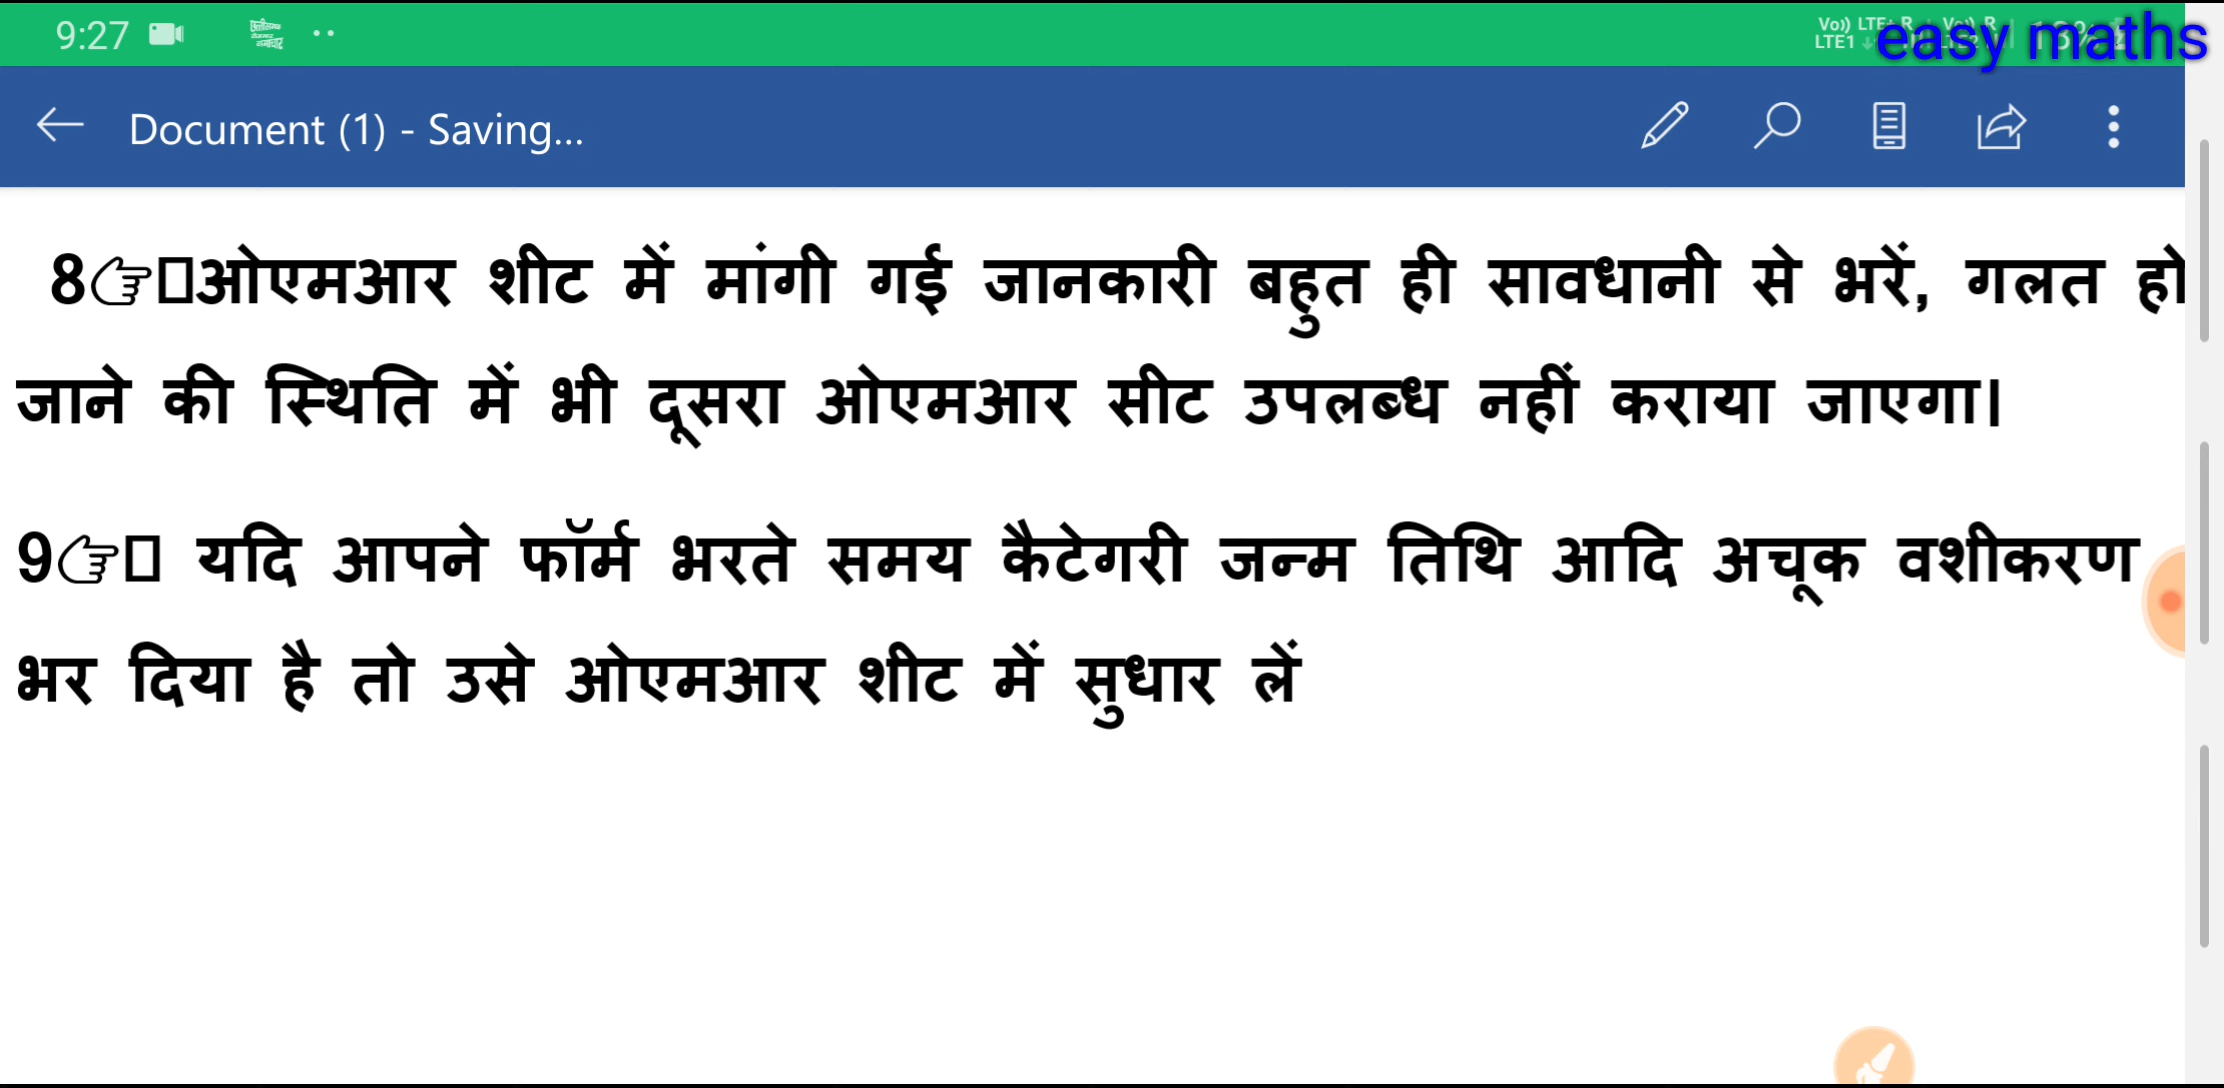 9:27
easy maths
Document (1) - Saving...
8👉▯ओएमआर शीट में मांगी गई जानकारी बहुत ही सावधानी से भरें, गलत हो
जाने की स्थिति में भी दूसरा ओएमआर सीट उपलब्ध नहीं कराया जाएगा।
9👉▯ यदि आपने फॉर्म भरते समय कैटेगरी जन्म तिथि आदि अचूक वशीकरण
भर दिया है तो उसे ओएमआर शीट में सुधार लें